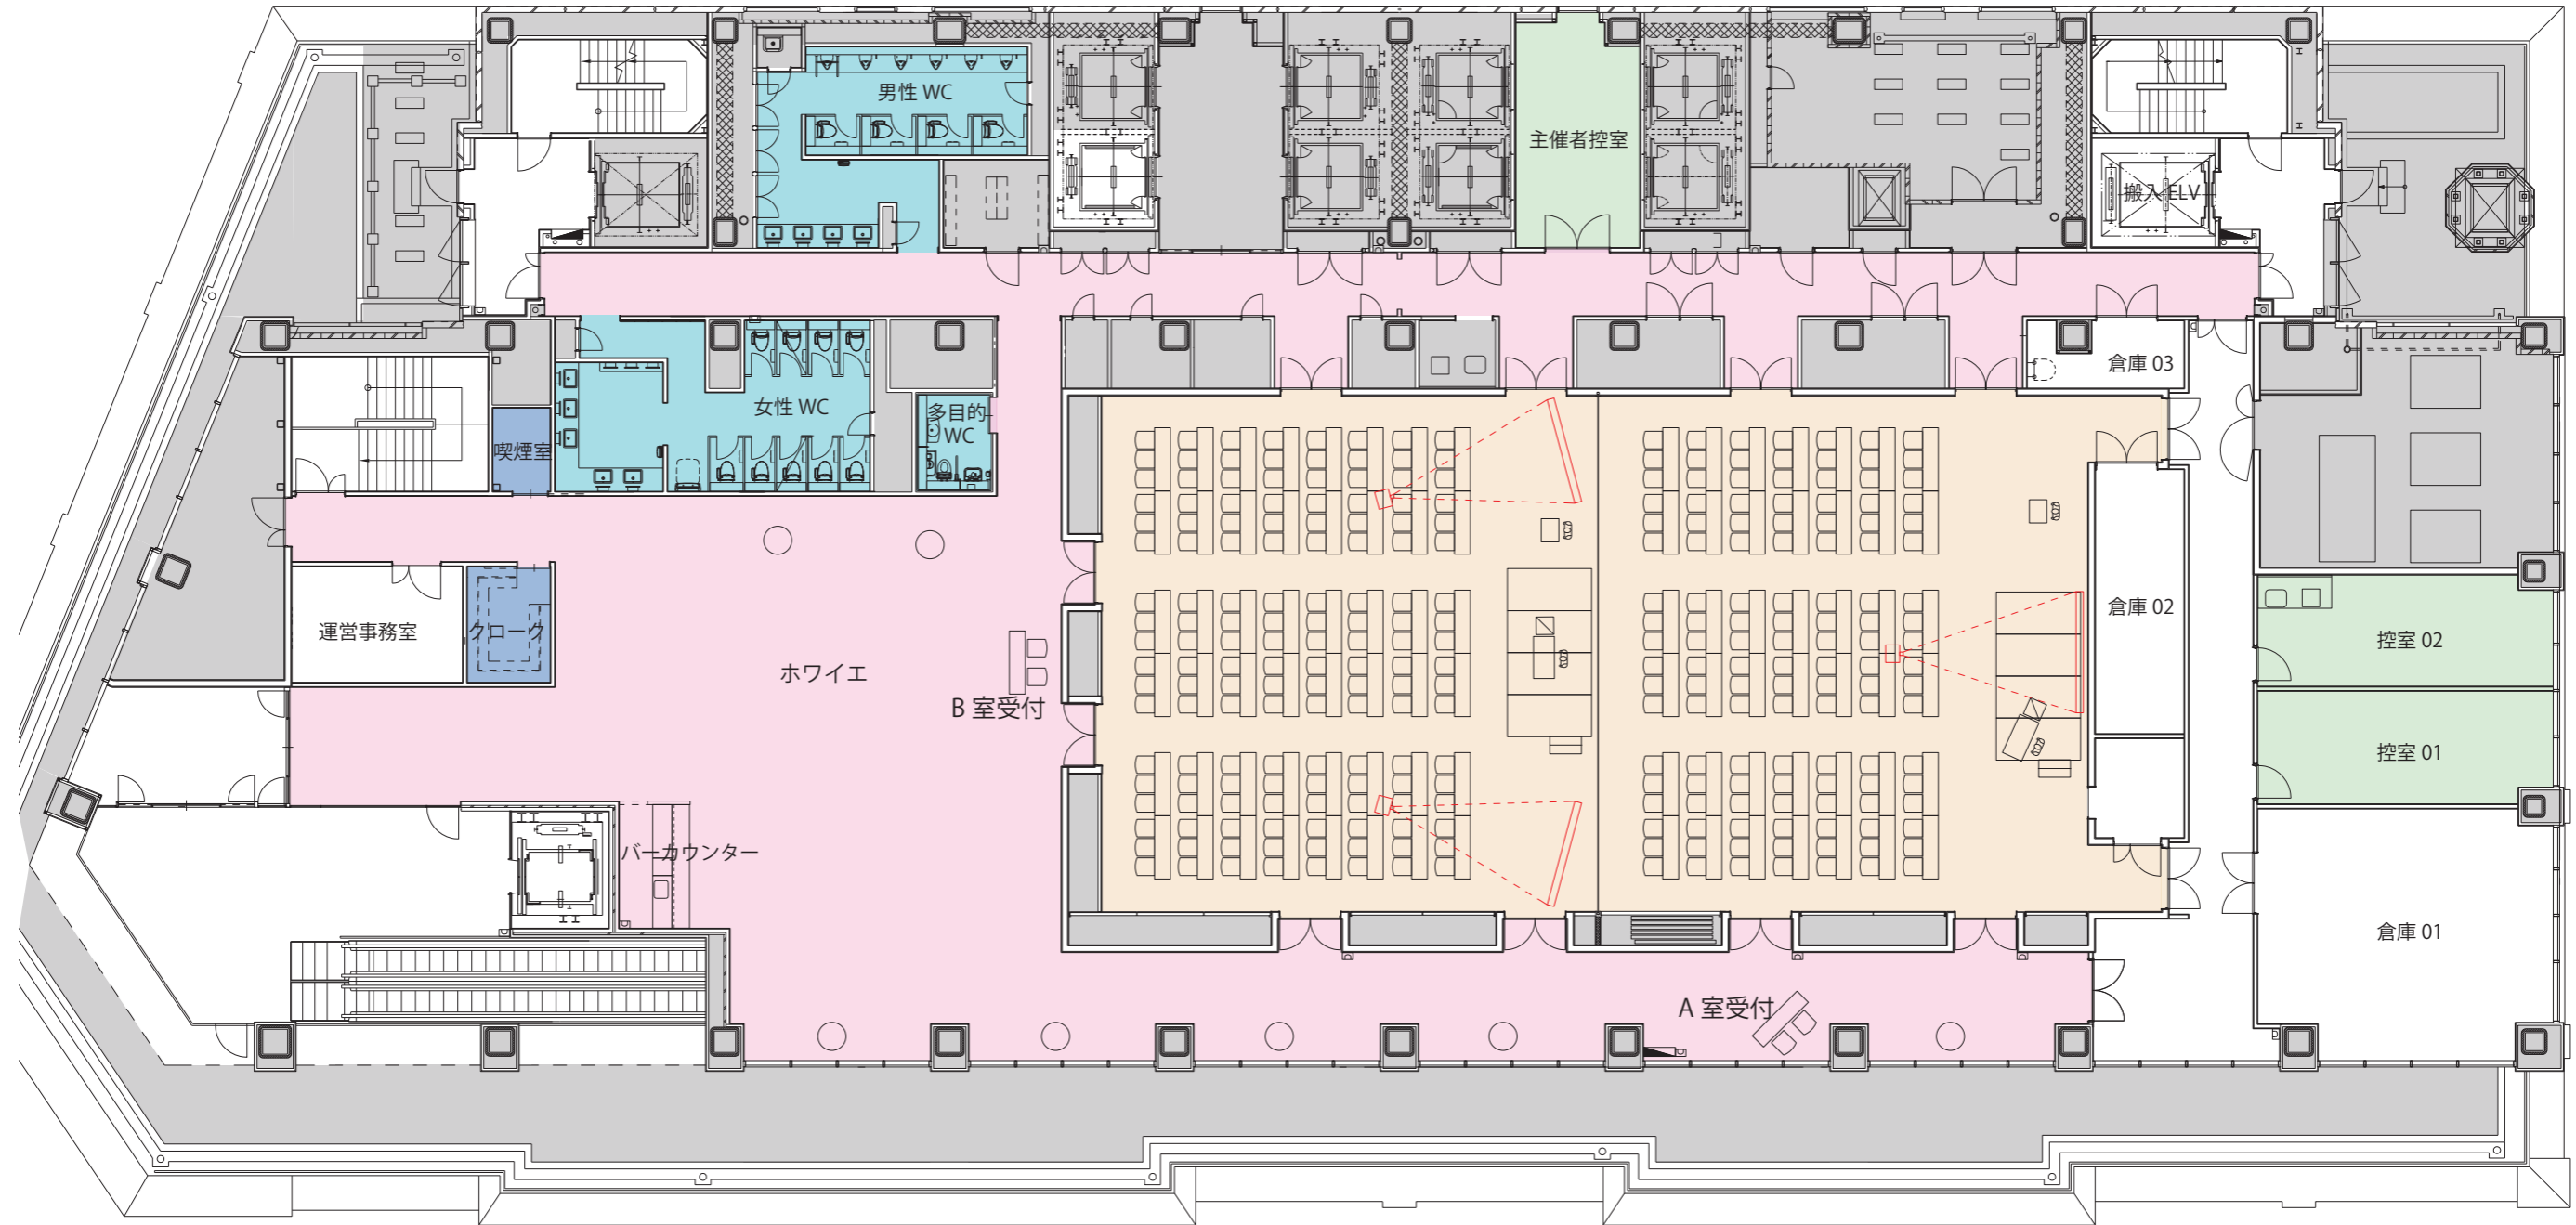 男性 WC
主催者控室
搬入 ELV
倉庫 03
女性 WC
多目的
WC
喫煙室
倉庫 02
運営事務室
クローク
控室 02
ホワイエ
B 室受付
控室 01
バーカウンター
倉庫 01
A 室受付